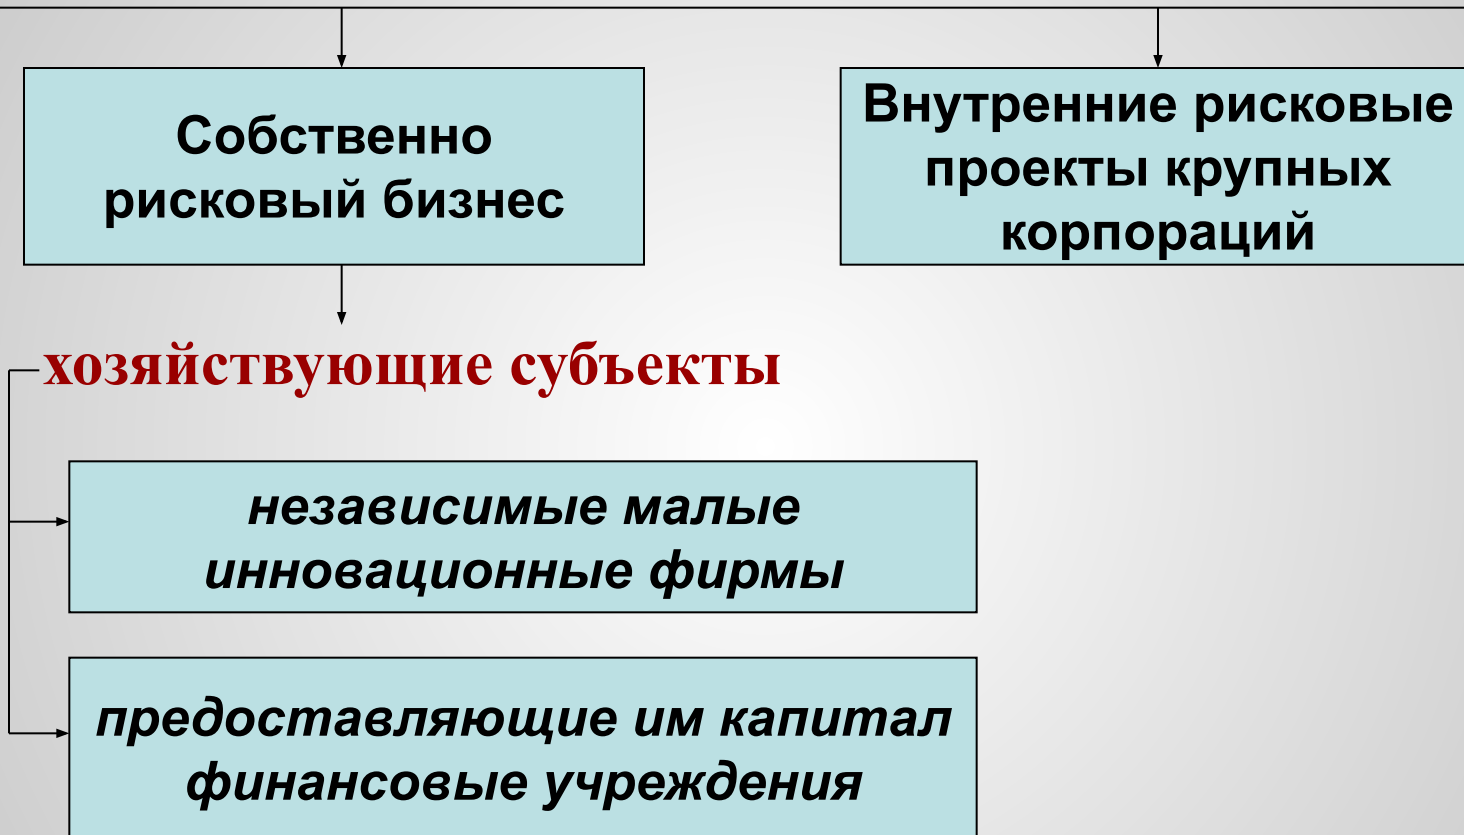 Собственно
рисковый бизнес
Внутренние рисковые
проекты крупных
корпораций
хозяйствующие субъекты
независимые малые
инновационные фирмы
предоставляющие им капитал
финансовые учреждения